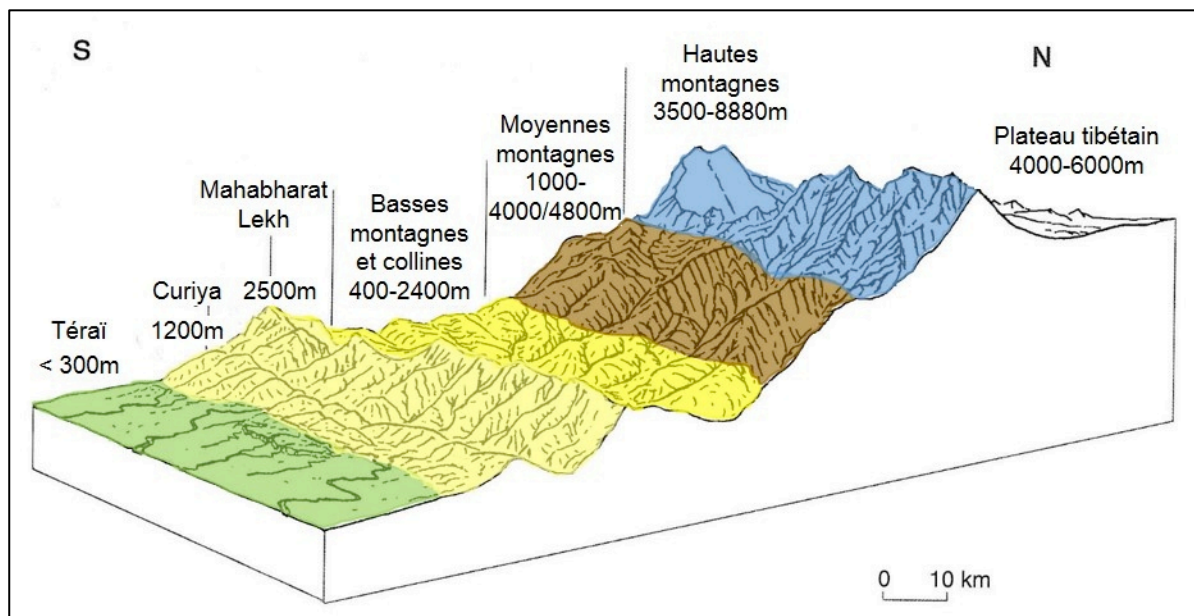 S
N
Hautes
montagnes
3500-8880m
Moyennes
montagnes
1000-
4000/4800m
Plateau tibétain
4000-6000m
Mahabharat
Lekh
2500m
Basses
montagnes
et collines
400-2400m
Curiya
1200m
Téraï
< 300m
0 10 km